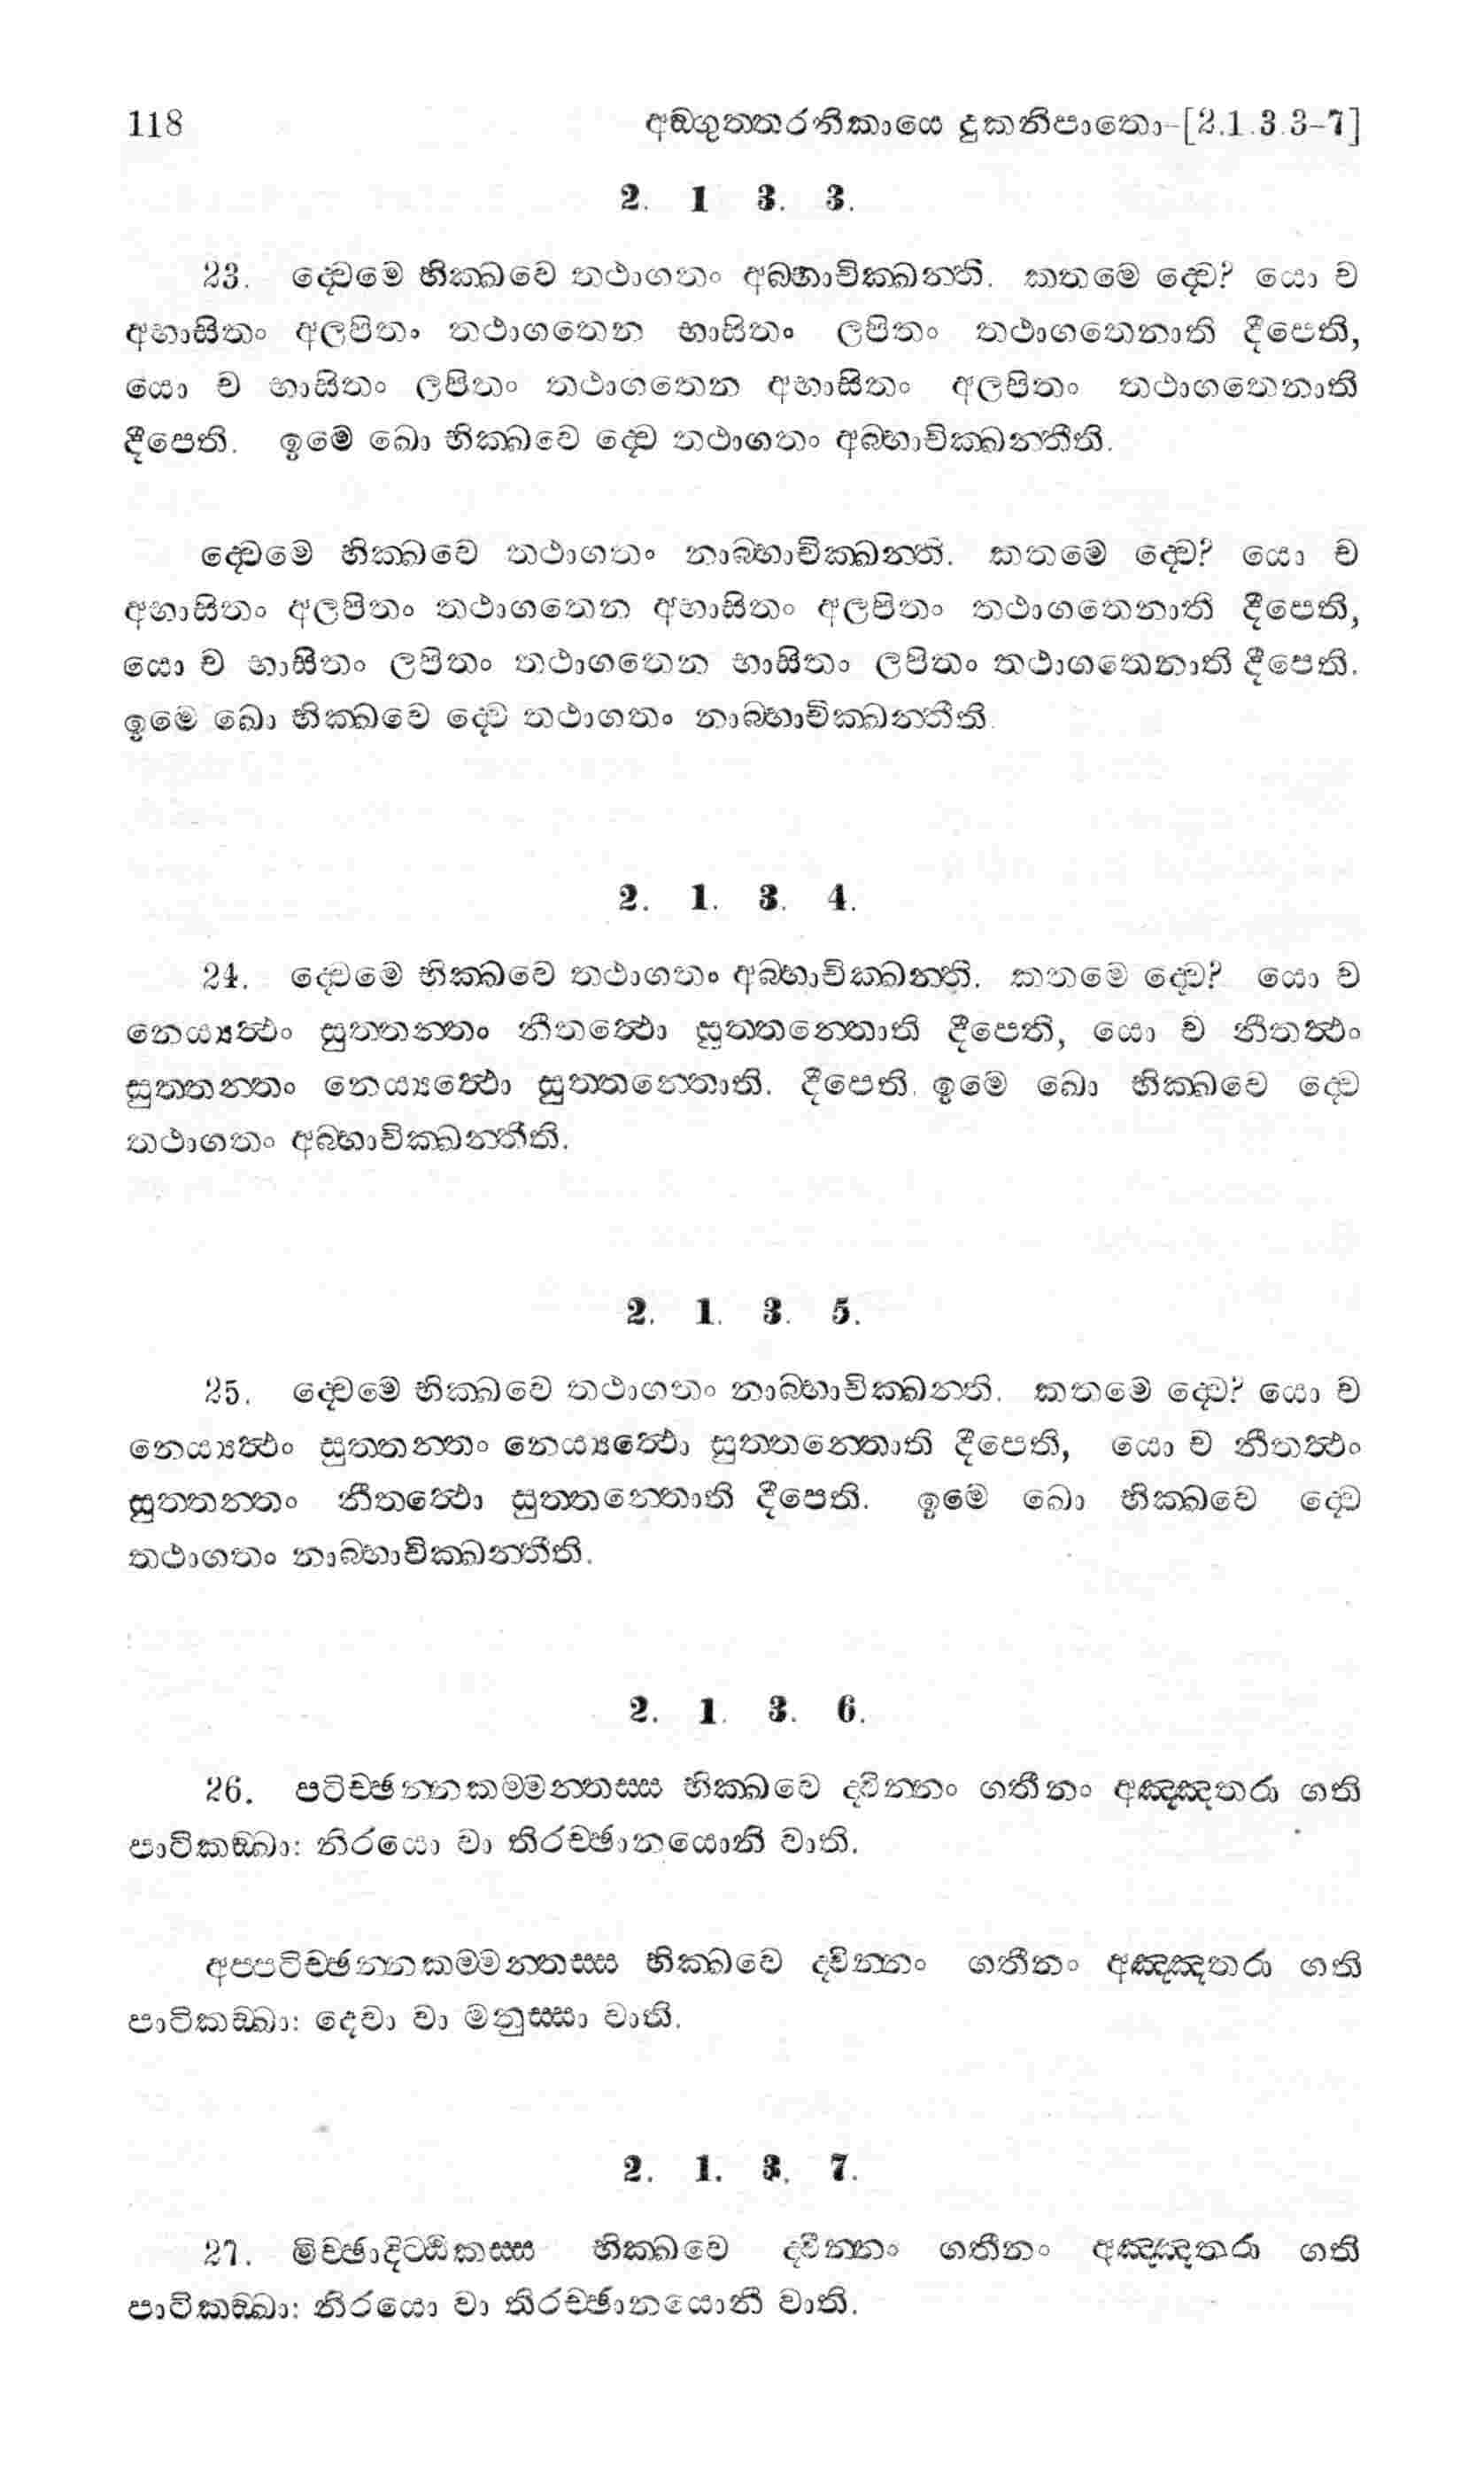 118 අඞ්ගුත්තරනිකායෙ දුකනිපාතො-[2.1.3.3-7]
2. 1 3. 3.
23. ද්වෙමෙ භික්ඛවෙ තථාගතං අබ්භාචික්ඛන්ති. කතමෙ ද්වෙ? යො ච
අභාසිතං අලපිතං තථාගතෙන භාසිතං ලපිතං තථාගතෙනාති දීපෙති,
යො ච භාසිතං ලපිතං තථාගතෙන අභාසිතං අලපිතං තථාගතෙනාති
දීපෙති. ඉමෙ ඛො භික්ඛවෙ ද්වෙ තථාගතං අබ්භාචික්ඛන්තීති.
ද්වෙමෙ භික්ඛවෙ තථාගතං නාබ්භාචික්ඛන්ති. කතමෙ ද්වෙ? යො ච
අභාසිතං අලපිතං තථාගතෙන අභාසිතං අලපිතං තථාගතෙනාති දීපෙති,
යො ච භාසිතං ලපිතං තථාගතෙන භාසිතං ලපිතං තථාගතෙනාති දීපෙති.
ඉමෙ ඛො භික්ඛවෙ ද්වෙ තථාගතං නාබ්භාචික්ඛන්තීති.
2. 1. 3. 4.
24. ද්වෙමෙ භික්ඛවෙ තථාගතං අබ්භාචික්ඛන්ති. කතමෙ ද්වෙ? යො ච
නෙය්‍යත්ථං සුත්තන්තං නීතත්ථො සුත්තන්තොති දීපෙති, යො ච නීතත්ථං
සුත්තන්තං නෙය්‍යත්ථො සුත්තන්තොති. දීපෙති. ඉමෙ ඛො භික්ඛවෙ ද්වෙ
තථාගතං අබ්භාචික්ඛන්තීති.
2. 1. 3. 5.
25. ද්වෙමෙ භික්ඛවෙ තථාගතං නාබ්භාචික්ඛන්ති. කතමෙ ද්වෙ? යො ච
නෙය්‍යත්ථං සුත්තන්තං නෙය්‍යත්ථො සුත්තන්තොති දීපෙති, යො ච නීතත්ථං
සුත්තන්තං නීතත්ථො සුත්තන්තොති දීපෙති. ඉමෙ ඛො භික්ඛවෙ ද්වෙ
තථාගතං නාබ්භාචික්ඛන්තීති.
2. 1. 3. 6.
26. පටිච්ඡන්නකම්මන්තස්ස භික්ඛවෙ ද්වින්නං ගතීනං අඤ්ඤතරා ගති
පාටිකඞ්ඛා: නිරයො වා තිරච්ඡානයොනි වාති.
අප්පටිච්ඡන්නකම්මන්තස්ස භික්ඛවෙ ද්වින්නං ගතීනං අඤ්ඤතරා ගති
පාටිකඞ්ඛා: දෙවා වා මනුස්සා වාති.
2. 1. 3. 7.
27. මිච්ඡාදිට්ඨිකස්ස භික්ඛවෙ ද්වින්නං ගතීනං අඤ්ඤතරා ගති
පාටිකඞ්ඛා: නිරයො වා තිරච්ඡානයොනි වාති.